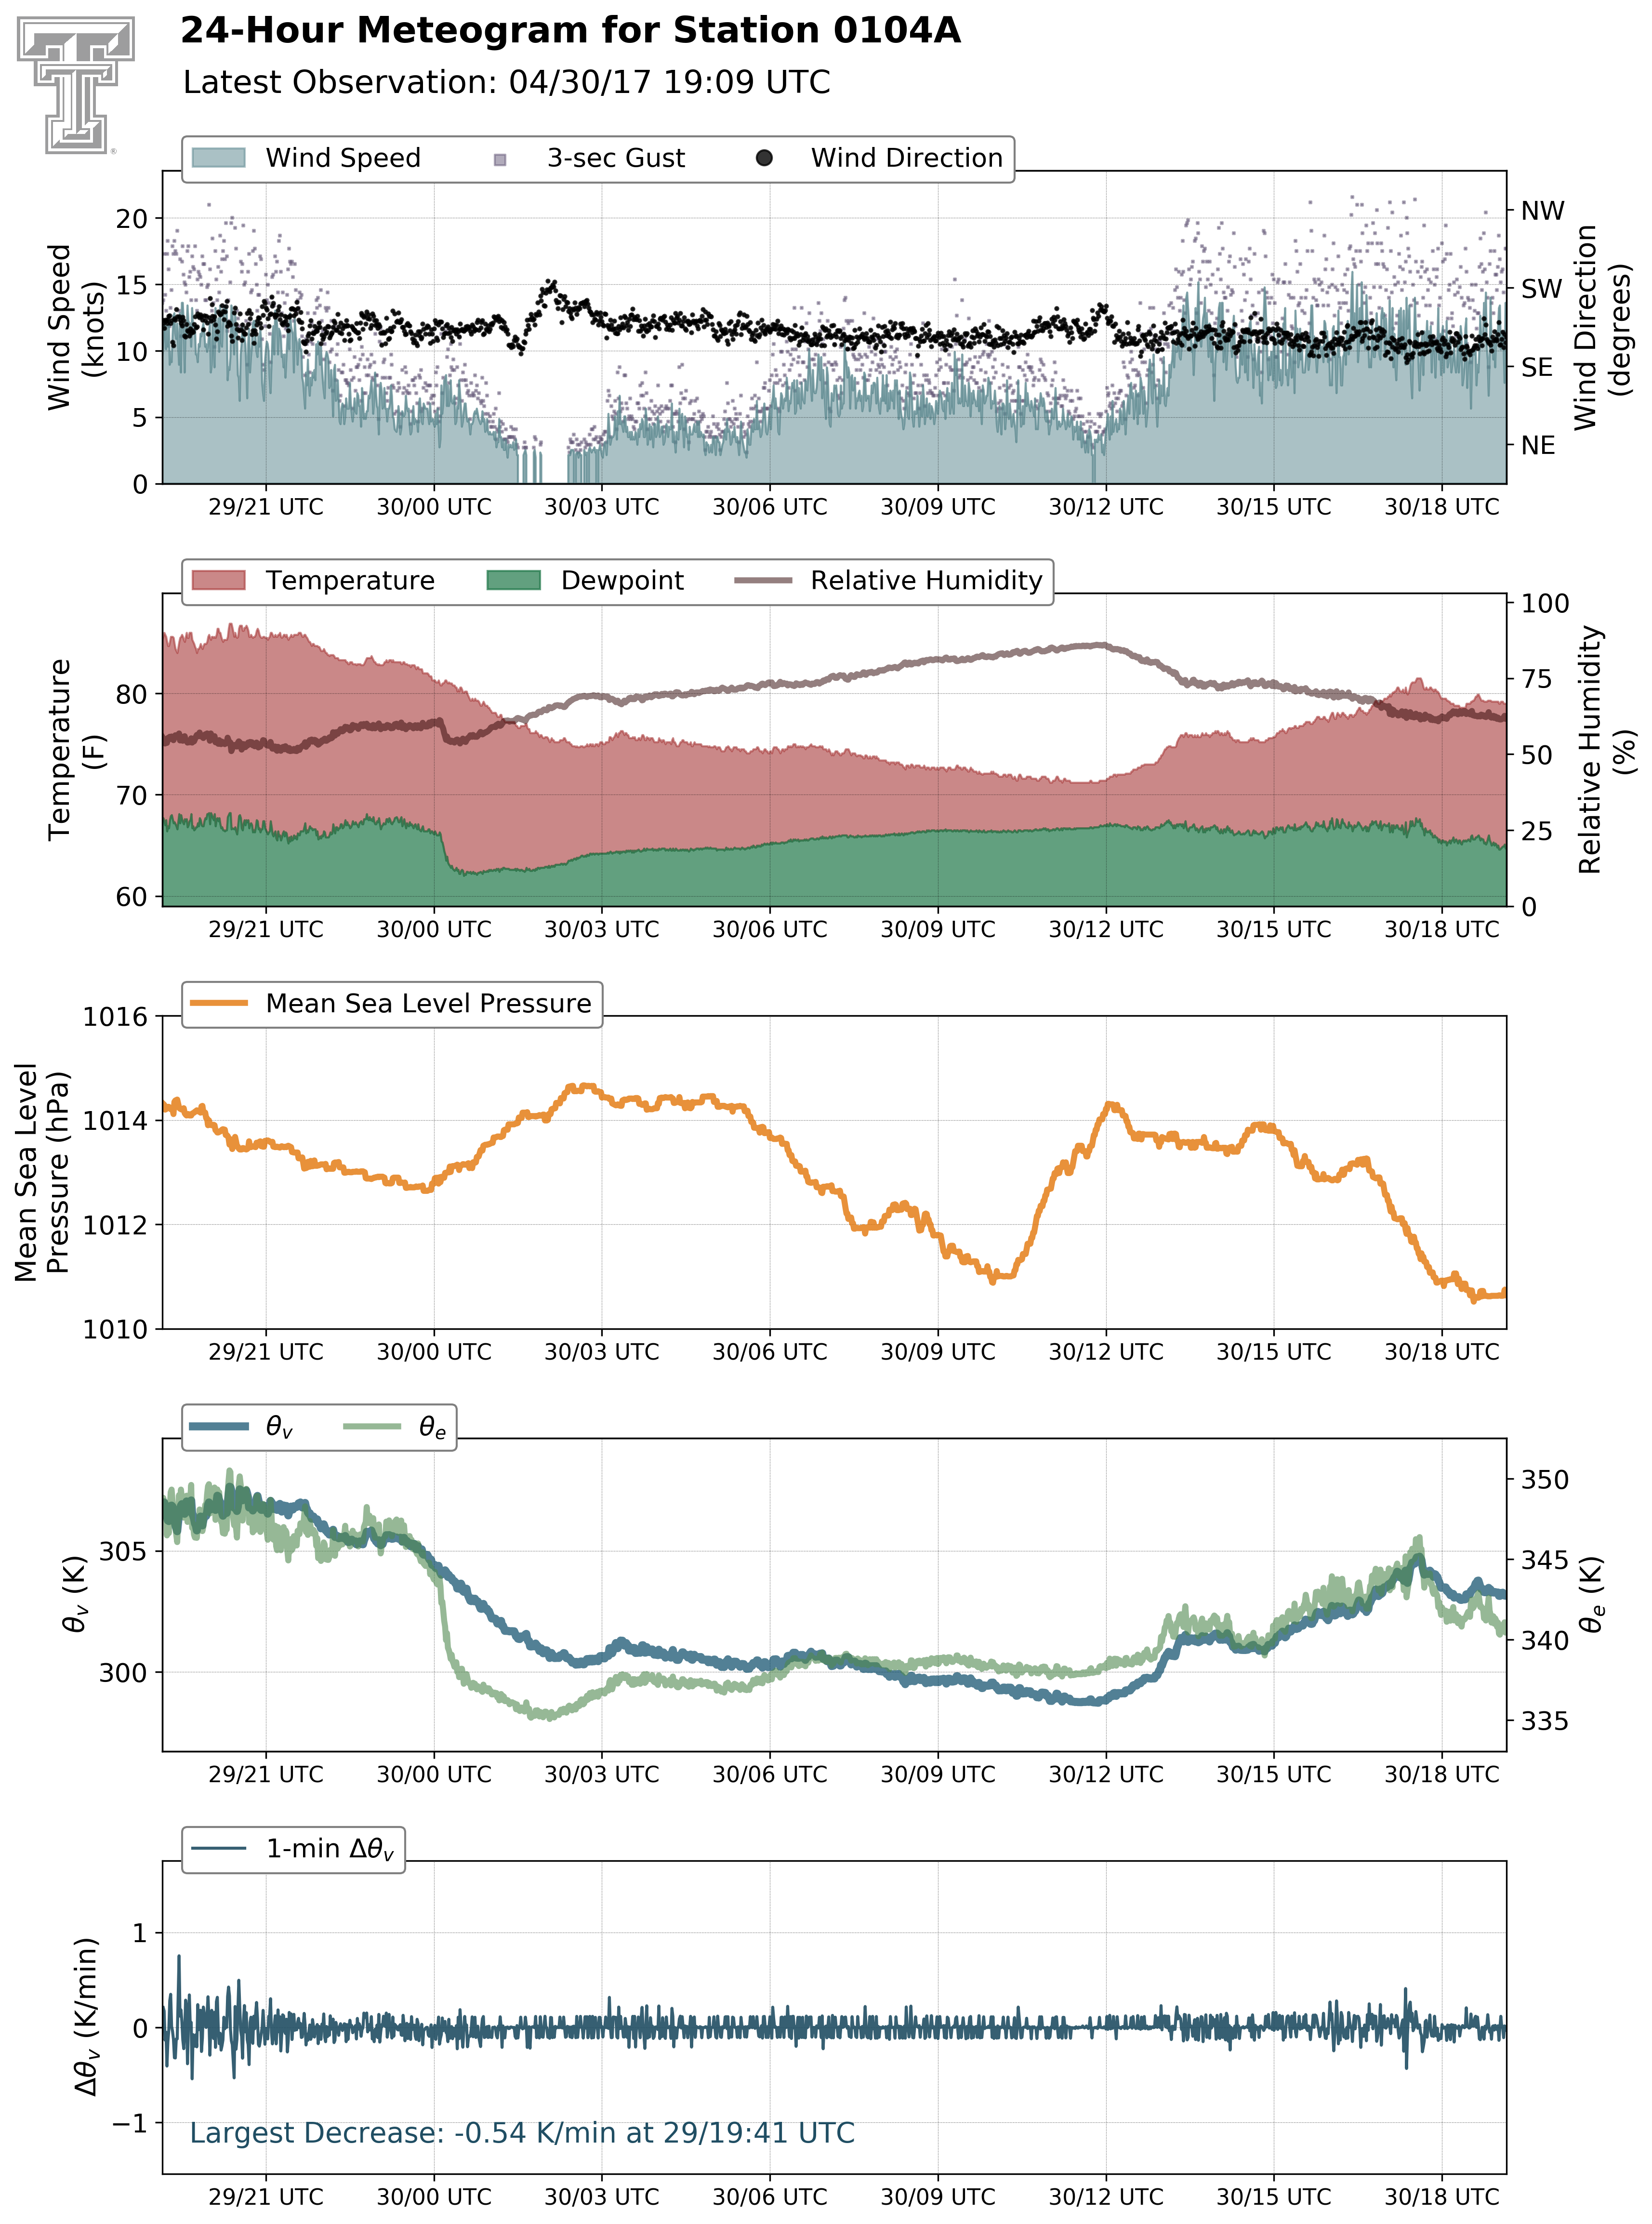 24-Hour Meteogram for Station 0104A
Latest Observation: 04/30/17 19:09 UTC
Wind Speed 3-sec Gust Wind Direction
Wind Speed
(knots)
20
15
10
5
0
NW
SW
SE
NE
Wind Direction
(degrees)
29/21 UTC 30/00 UTC 30/03 UTC 30/06 UTC 30/09 UTC 30/12 UTC 30/15 UTC 30/18 UTC
Temperature Dewpoint Relative Humidity
Temperature
(F)
80
70
60
100
75
50
25
0
Relative Humidity
(%)
29/21 UTC 30/00 UTC 30/03 UTC 30/06 UTC 30/09 UTC 30/12 UTC 30/15 UTC 30/18 UTC
Mean Sea Level Pressure
Mean Sea Level
Pressure (hPa)
1016
1014
1012
1010
29/21 UTC 30/00 UTC 30/03 UTC 30/06 UTC 30/09 UTC 30/12 UTC 30/15 UTC 30/18 UTC
θv θe
θv (K)
305
300
350
345
340
335
θe (K)
29/21 UTC 30/00 UTC 30/03 UTC 30/06 UTC 30/09 UTC 30/12 UTC 30/15 UTC 30/18 UTC
1-min Δθv
Δθv (K/min)
1
0
−1
Largest Decrease: -0.54 K/min at 29/19:41 UTC
29/21 UTC 30/00 UTC 30/03 UTC 30/06 UTC 30/09 UTC 30/12 UTC 30/15 UTC 30/18 UTC